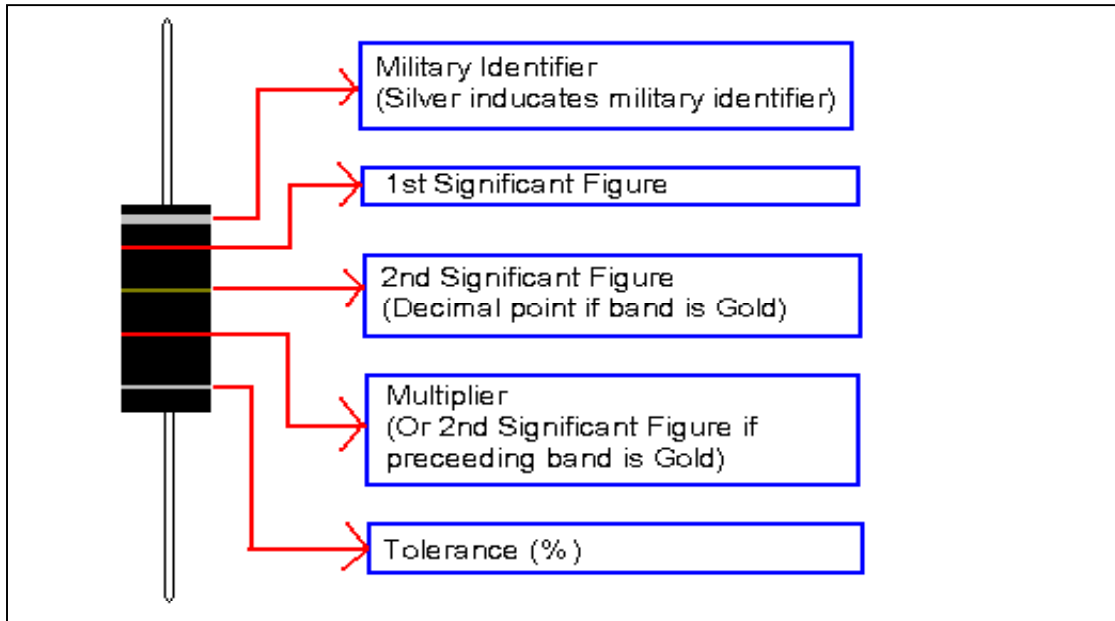 Military Identifier
(Silver inducates military identifier)
1st Significant Figure
2nd Significant Figure
(Decimal point if band is Gold)
Multiplier
(Or 2nd Significant Figure if
preceeding band is Gold)
Tolerance (%)